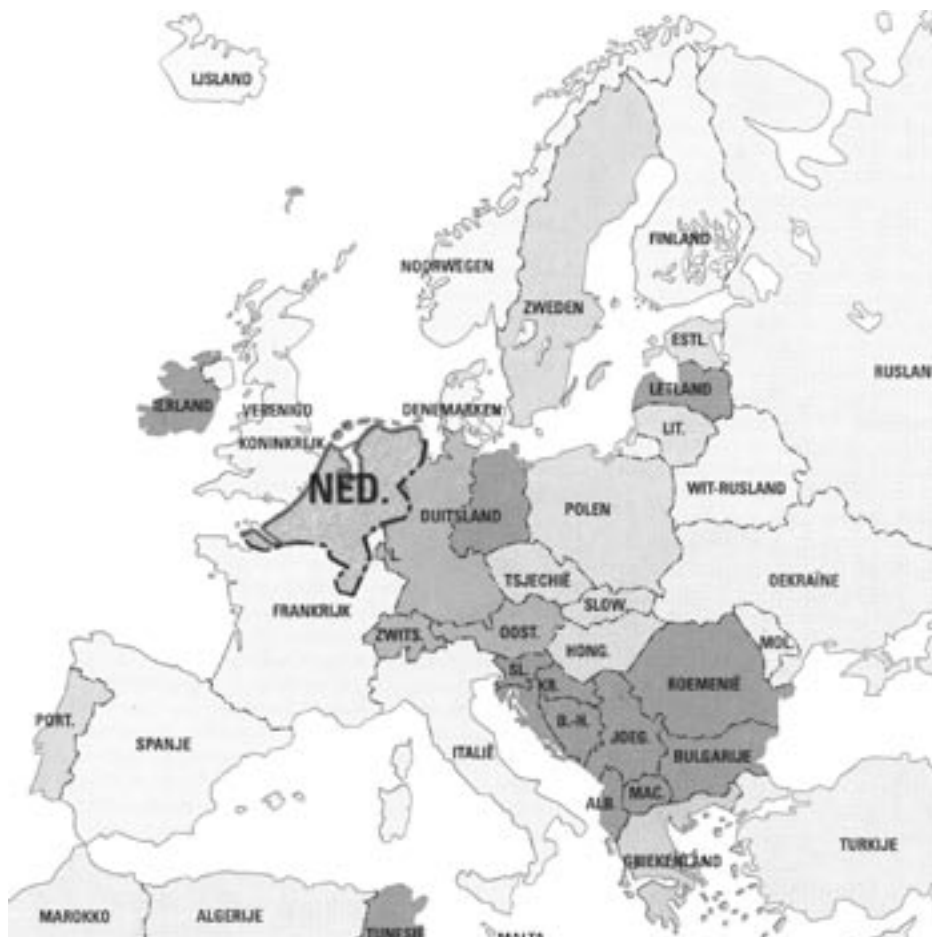 IJSLAND
NOORWEGEN
FINLAND
ZWEDEN
ESTL.
RUSLAN
LETLAND
IERLAND
VERENIGD
KONINKRIJK
DENEMARKEN
LIT.
NED.
WIT-RUSLAND
DUITSLAND
POLEN
L.
TSJECHIË
OEKRAÏNE
SLOW.
FRANKRIJK
ZWITS.
OOST.
HONG.
MOL.
SL.
KR.
ROEMENIË
PORT.
SPANJE
B.-H.
JOEG.
ITALIË
BULGARIJE
ALB.
MAC.
TURKIJE
GRIEKENLAND
MAROKKO
ALGERIJE
TUNESIË
MALTA